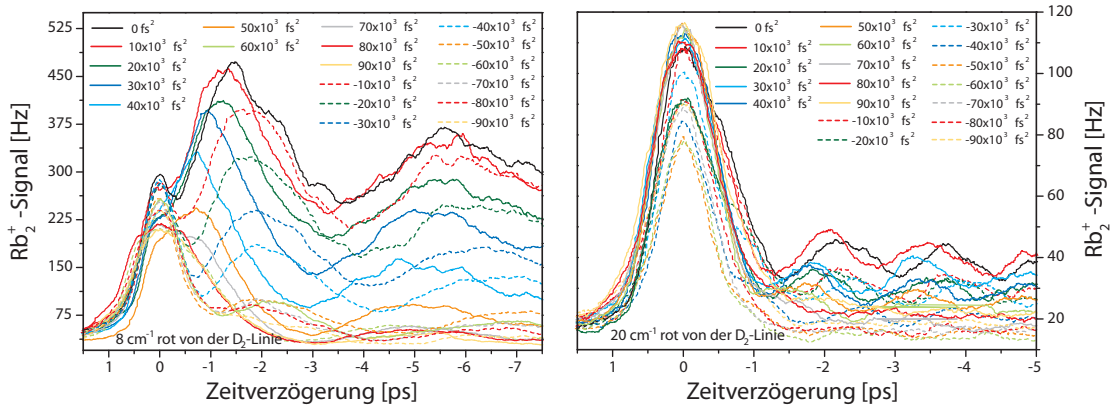 Rb2+-Signal [Hz]
525
450
375
300
225
150
75
0 fs²
10x10³ fs²
20x10³ fs²
30x10³ fs²
40x10³ fs²
50x10³ fs²
60x10³ fs²
70x10³ fs²
80x10³ fs²
90x10³ fs²
-10x10³ fs²
-20x10³ fs²
-30x10³ fs²
-40x10³ fs²
-50x10³ fs²
-60x10³ fs²
-70x10³ fs²
-80x10³ fs²
-90x10³ fs²
8 cm⁻¹ rot von der D₂-Linie
1 0 -1 -2 -3 -4 -5 -6 -7
Zeitverzögerung [ps]
0 fs²
10x10³ fs²
20x10³ fs²
30x10³ fs²
40x10³ fs²
50x10³ fs²
60x10³ fs²
70x10³ fs²
80x10³ fs²
90x10³ fs²
-10x10³ fs²
-20x10³ fs²
-30x10³ fs²
-40x10³ fs²
-50x10³ fs²
-60x10³ fs²
-70x10³ fs²
-80x10³ fs²
-90x10³ fs²
20 cm⁻¹ rot von der D₂-Linie
1 0 -1 -2 -3 -4 -5
Zeitverzögerung [ps]
120
100
80
60
40
20
Rb2+-Signal [Hz]